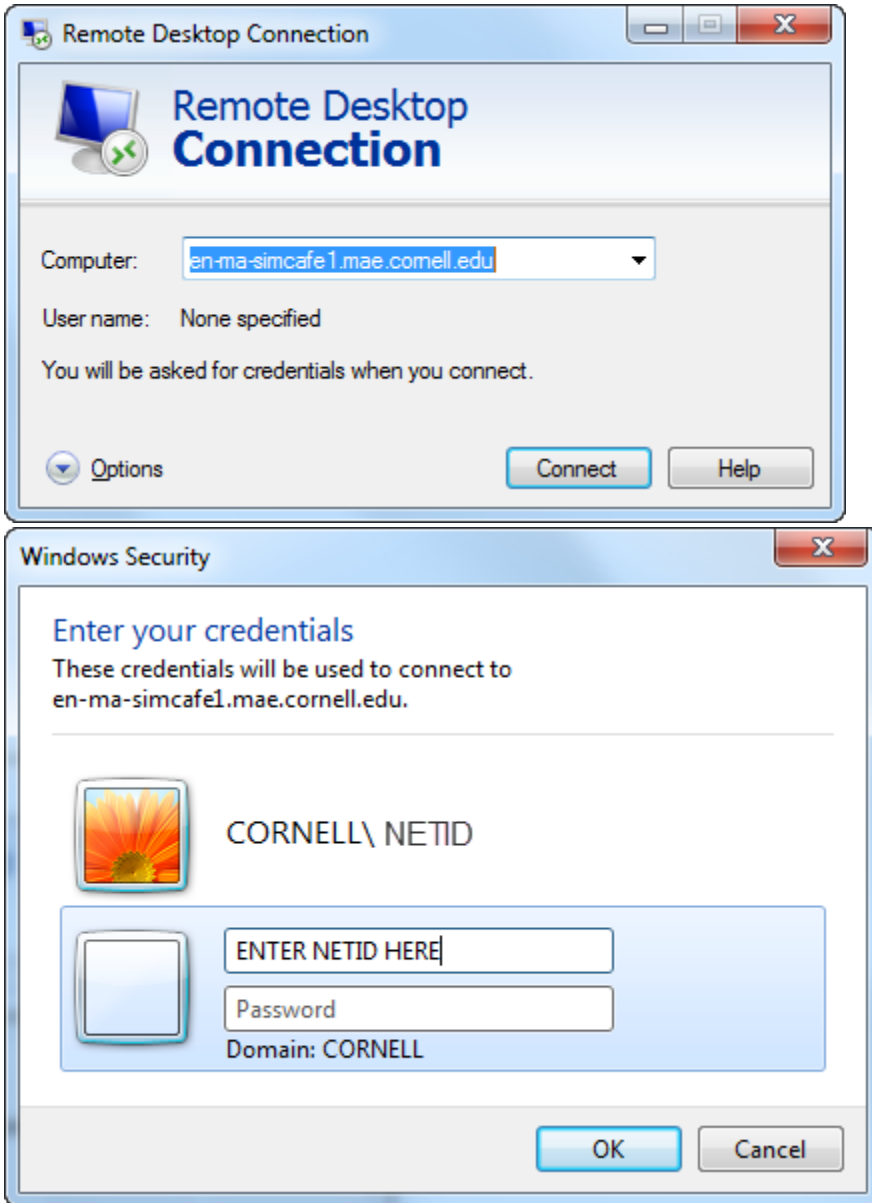 Remote Desktop Connection
Remote Desktop
Connection
Computer: en-ma-simcafe1.mae.cornell.edu
User name: None specified
You will be asked for credentials when you connect.
Options Connect Help
Windows Security
Enter your credentials
These credentials will be used to connect to
en-ma-simcafe1.mae.cornell.edu.
CORNELL\ NETID
ENTER NETID HERE
Password
Domain: CORNELL
OK Cancel